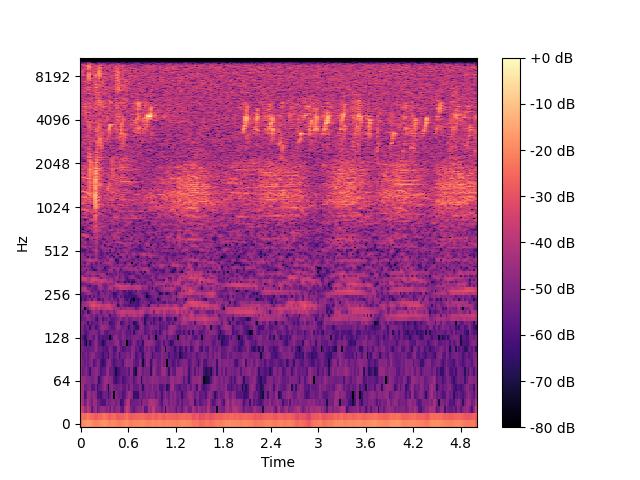 8192
4096
2048
1024
512
256
128
64
0
Hz
0 0.6 1.2 1.8 2.4 3 3.6 4.2 4.8
Time
+0 dB
-10 dB
-20 dB
-30 dB
-40 dB
-50 dB
-60 dB
-70 dB
-80 dB